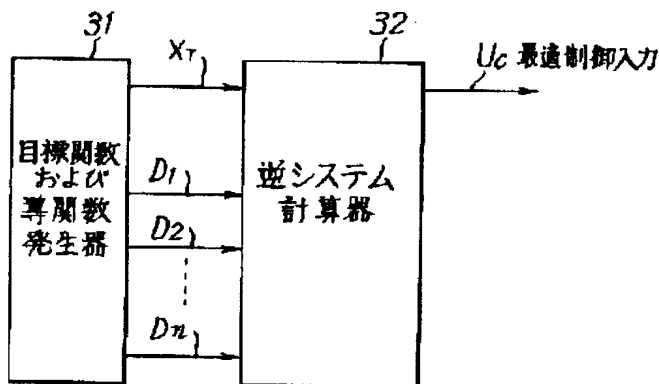 31
目標関数
および
導関数
発生器
XT
D1
D2
Dn
32
逆システム
計算器
Uc 最適制御入力